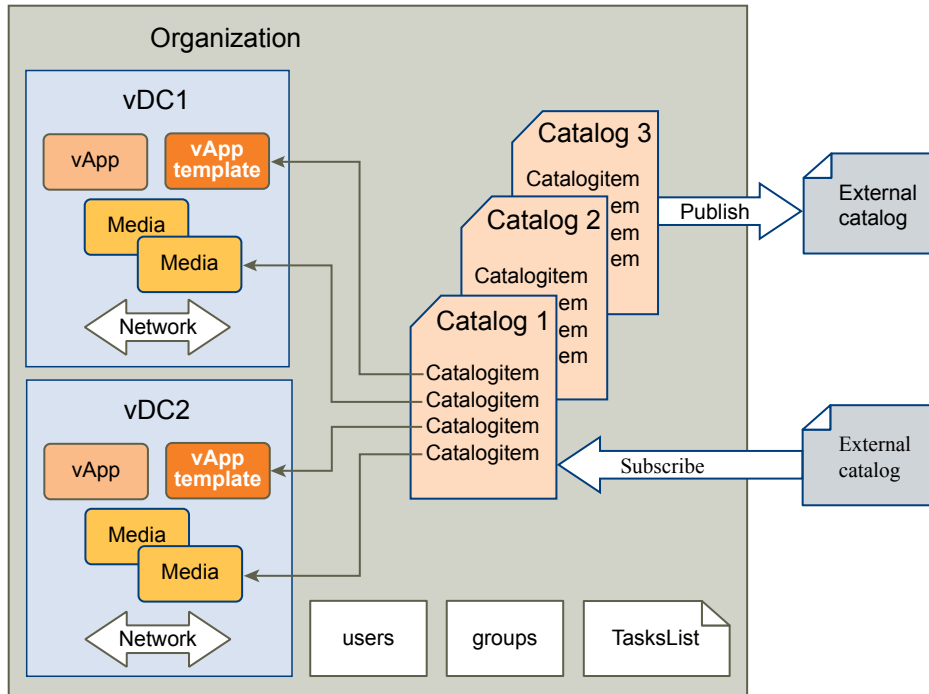 Organization
vDC1
vApp
vApp
template
Media
Media
Network
vDC2
vApp
vApp
template
Media
Media
Network
Catalog 3
Catalogitem
em
em
em
Catalog 2
Catalogitem
em
em
em
Catalog 1
Catalogitem
Catalogitem
Catalogitem
Catalogitem
Publish
External
catalog
Subscribe
External
catalog
users
groups
TasksList